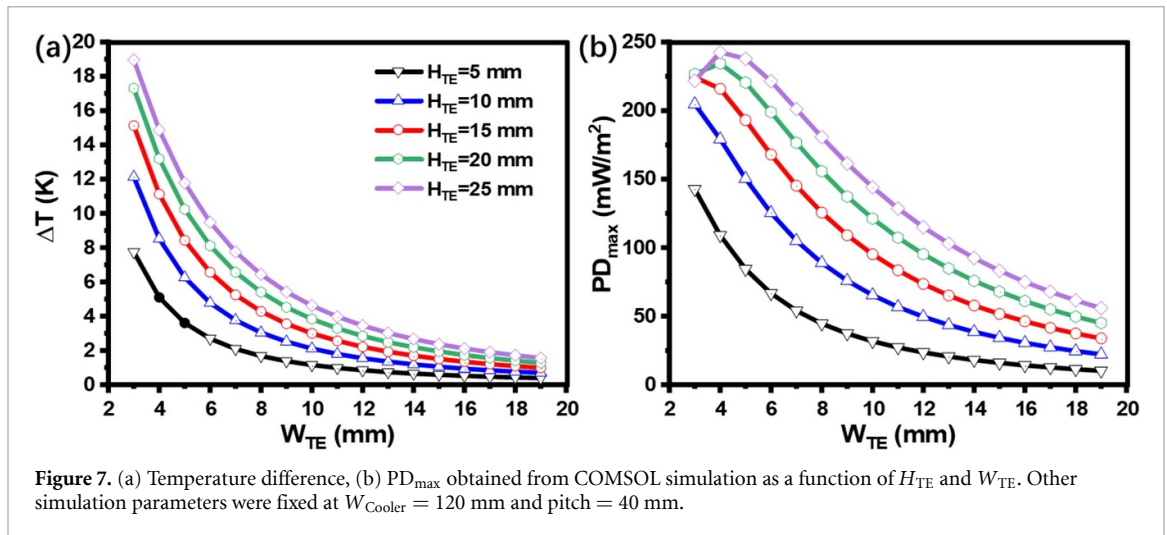 (a)
20
18
16
14
12
10
8
6
4
2
0
ΔT (K)
H_TE=5 mm
H_TE=10 mm
H_TE=15 mm
H_TE=20 mm
H_TE=25 mm
2 4 6 8 10 12 14 16 18 20
W_TE (mm)
(b)
250
200
150
100
50
0
PD_max (mW/m²)
2 4 6 8 10 12 14 16 18 20
W_TE (mm)
Figure 7. (a) Temperature difference, (b) PD_max obtained from COMSOL simulation as a function of H_TE and W_TE. Other
simulation parameters were fixed at W_Cooler = 120 mm and pitch = 40 mm.